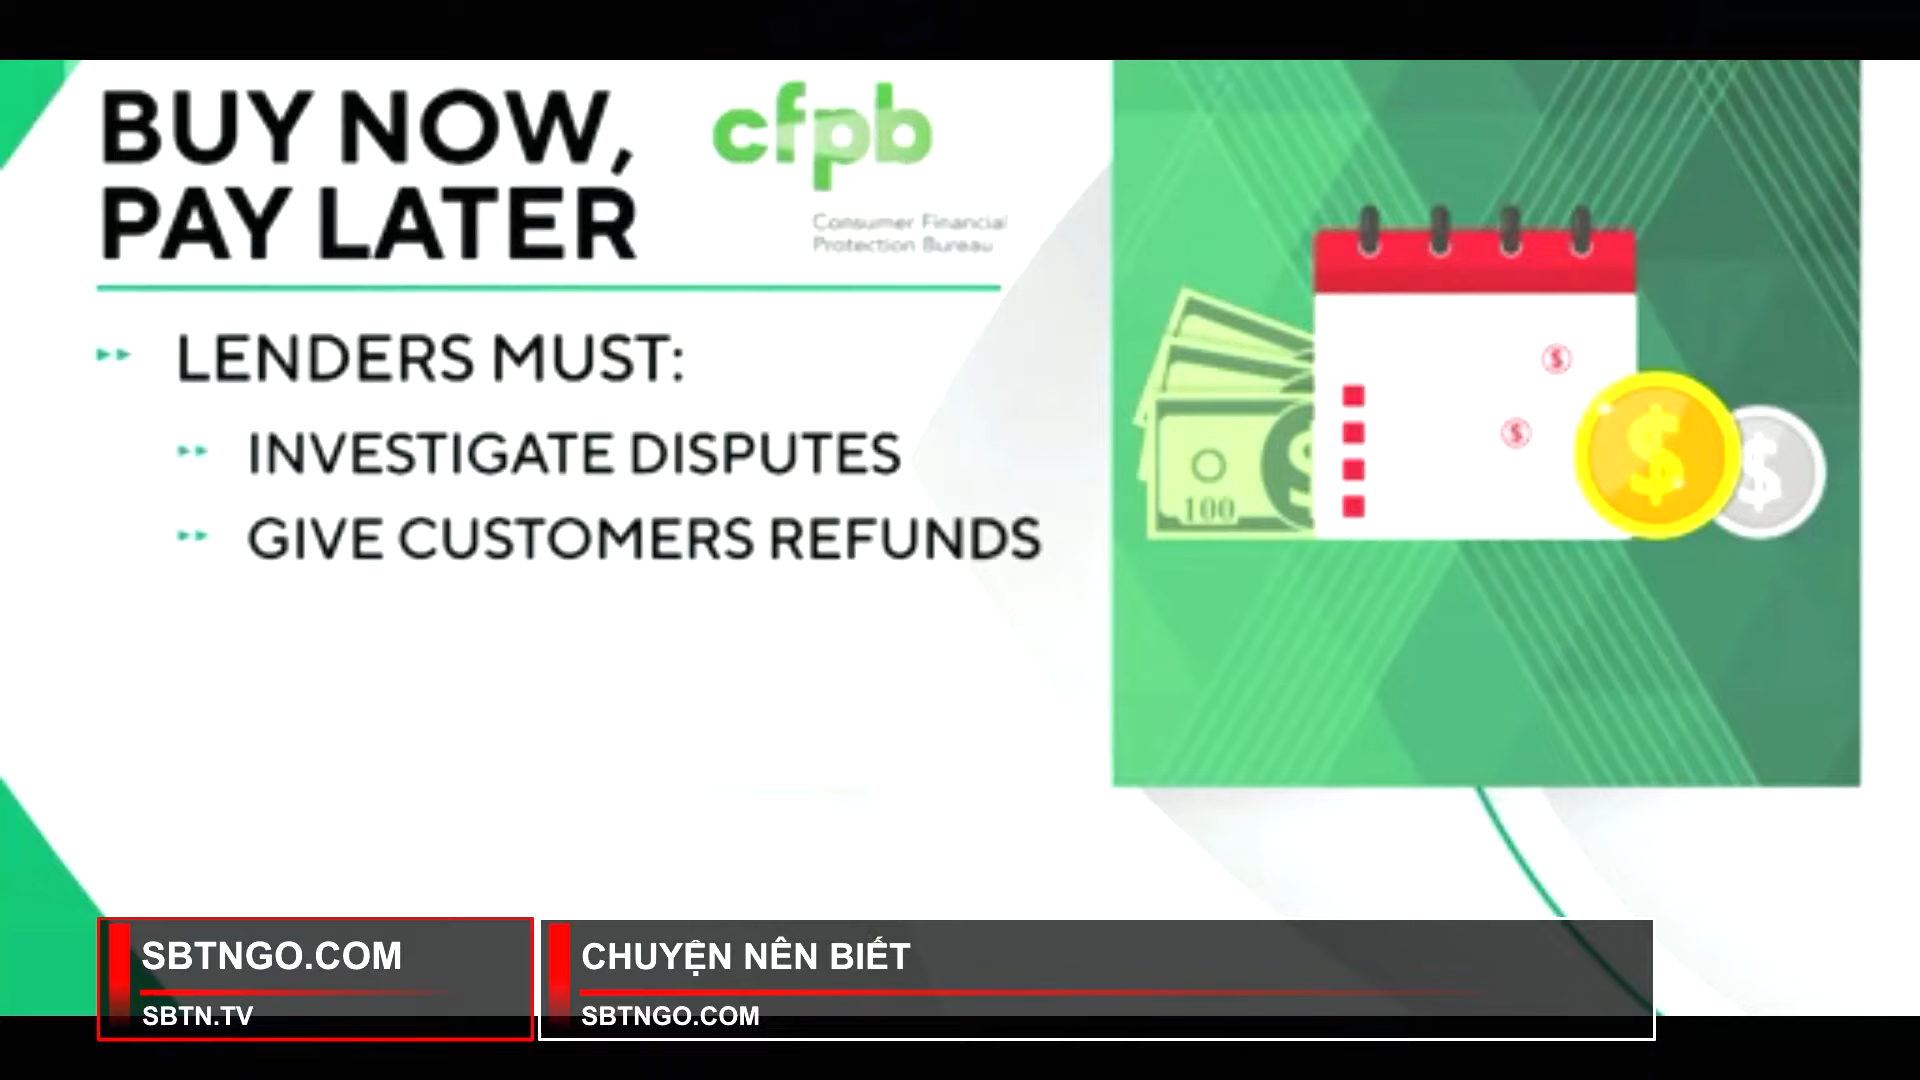 BUY NOW,
PAY LATER
cfpb
Consumer Financial
Protection Bureau
LENDERS MUST:
INVESTIGATE DISPUTES
GIVE CUSTOMERS REFUNDS
100
$
$
$
$
$
SBTNGO.COM
SBTN.TV
CHUYỆN NÊN BIẾT
SBTNGO.COM